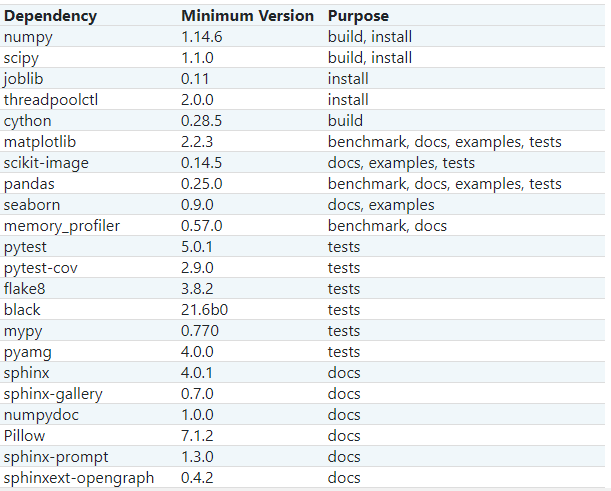 Dependency Minimum Version Purpose
numpy 1.14.6 build, install
scipy 1.1.0 build, install
joblib 0.11 install
threadpoolctl 2.0.0 install
cython 0.28.5 build
matplotlib 2.2.3 benchmark, docs, examples, tests
scikit-image 0.14.5 docs, examples, tests
pandas 0.25.0 benchmark, docs, examples, tests
seaborn 0.9.0 docs, examples
memory_profiler 0.57.0 benchmark, docs
pytest 5.0.1 tests
pytest-cov 2.9.0 tests
flake8 3.8.2 tests
black 21.6b0 tests
mypy 0.770 tests
pyamg 4.0.0 tests
sphinx 4.0.1 docs
sphinx-gallery 0.7.0 docs
numpydoc 1.0.0 docs
Pillow 7.1.2 docs
sphinx-prompt 1.3.0 docs
sphinxext-opengraph 0.4.2 docs